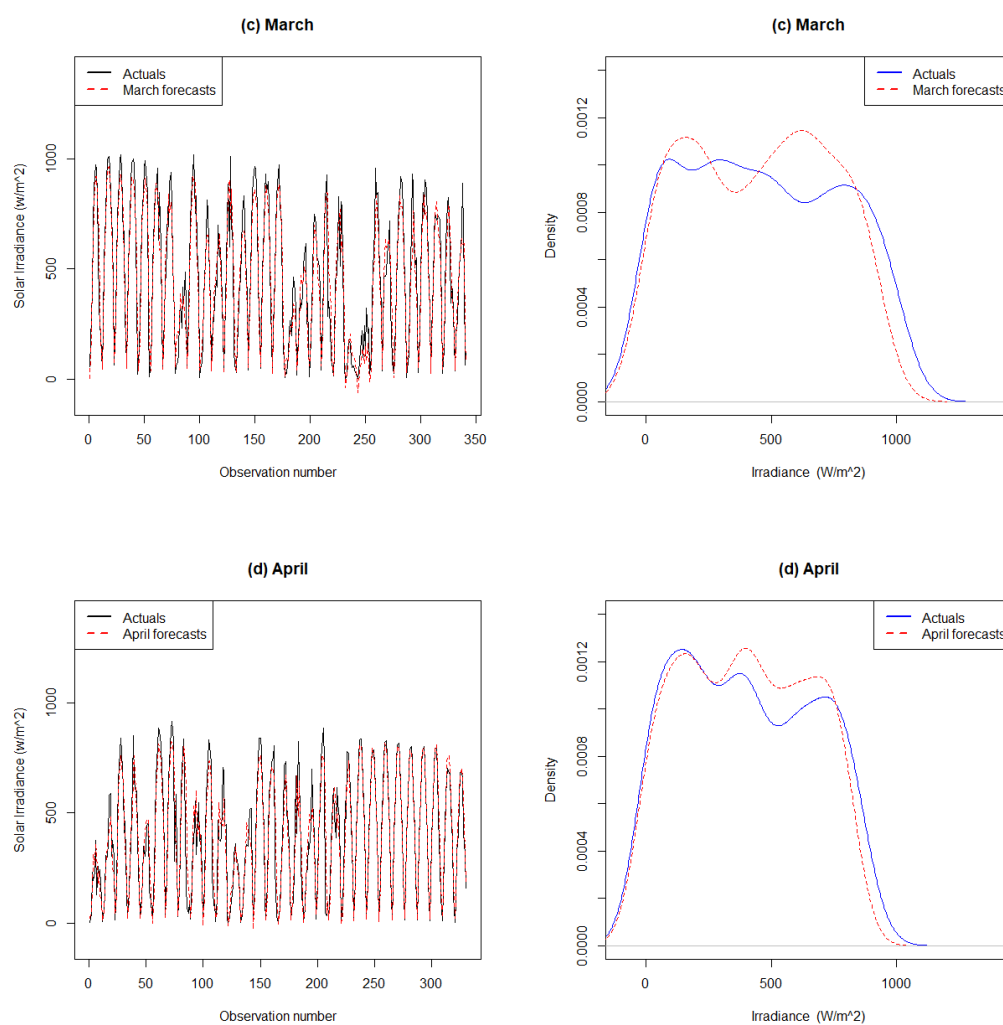 (c) March
Actuals
March forecasts
Solar Irradiance (w/m^2)
1000
500
0
0 50 100 150 200 250 300 350
Observation number
(c) March
Actuals
March forecasts
Density
0.0012
0.0008
0.0004
0.0000
0 500 1000
Irradiance (W/m^2)
(d) April
Actuals
April forecasts
Solar Irradiance (w/m^2)
1000
500
0
0 50 100 150 200 250 300
Observation number
(d) April
Actuals
April forecasts
Density
0.0012
0.0008
0.0004
0.0000
0 500 1000
Irradiance (W/m^2)